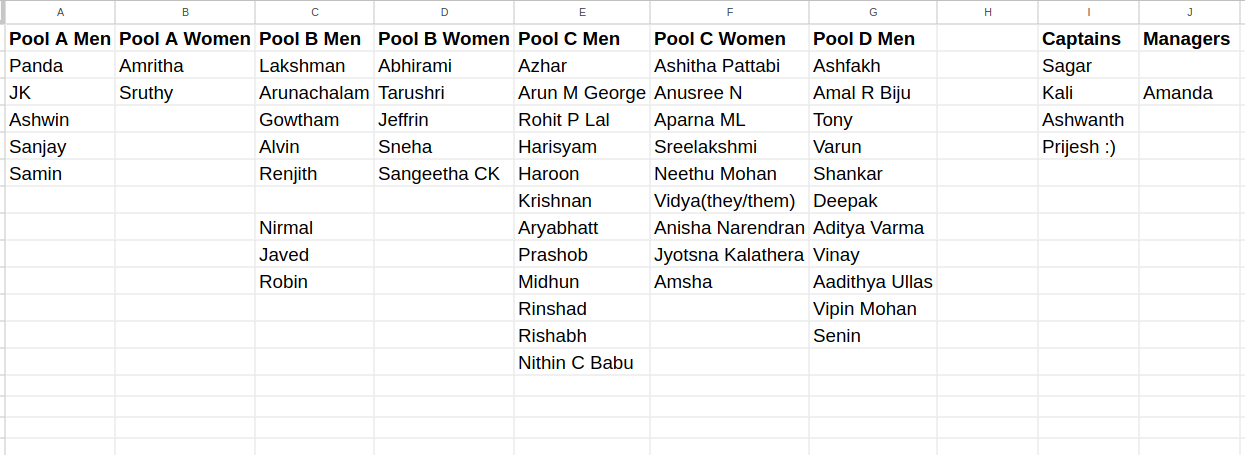 A B C D E F G H I J
Pool A Men Pool A Women Pool B Men Pool B Women Pool C Men Pool C Women Pool D Men Captains Managers
Panda Amritha Lakshman Abhirami Azhar Ashitha Pattabi Ashfakh Sagar
JK Sruthy Arunachalam Tarushri Arun M George Anusree N Amal R Biju Kali Amanda
Ashwin Gowtham Jeffrin Rohit P Lal Aparna ML Tony Ashwanth
Sanjay Alvin Sneha Harisyam Sreelakshmi Varun Prijesh :)
Samin Renjith Sangeetha CK Haroon Neethu Mohan Shankar
Krishnan Vidya(they/them) Deepak
Nirmal Aryabhatt Anisha Narendran Aditya Varma
Javed Prashob Jyotsna Kalathera Vinay
Robin Midhun Amsha Aadithya Ullas
Rinshad Vipin Mohan
Rishabh Senin
Nithin C Babu